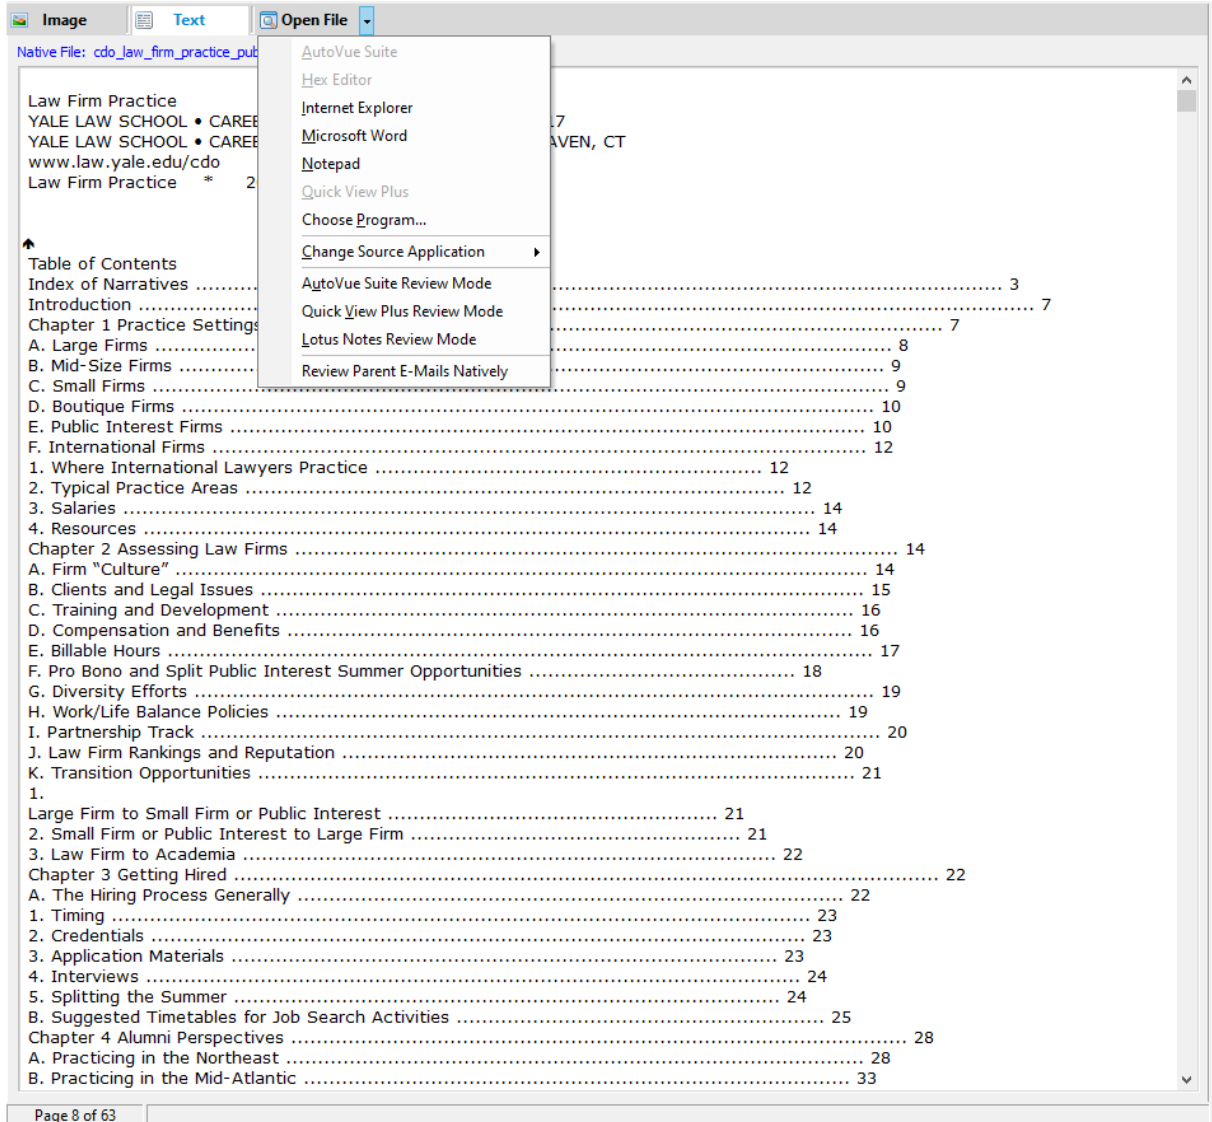 Image Text Open File
Native File: cdo_law_firm_practice_pub
AutoVue Suite
Hex Editor
Internet Explorer
Microsoft Word
Notepad
Quick View Plus
Choose Program...
Change Source Application
AutoVue Suite Review Mode
Quick View Plus Review Mode
Lotus Notes Review Mode
Review Parent E-Mails Natively
Law Firm Practice
YALE LAW SCHOOL • CAREE 17
YALE LAW SCHOOL • CAREE AVEN, CT
www.law.yale.edu/cdo
Law Firm Practice * 2
Table of Contents
Index of Narratives ........ 3
Introduction ........ 7
Chapter 1 Practice Settings ........ 7
A. Large Firms ........ 8
B. Mid-Size Firms ........ 9
C. Small Firms ........ 9
D. Boutique Firms ........ 10
E. Public Interest Firms ........ 10
F. International Firms ........ 12
1. Where International Lawyers Practice ........ 12
2. Typical Practice Areas ........ 12
3. Salaries ........ 14
4. Resources ........ 14
Chapter 2 Assessing Law Firms ........ 14
A. Firm “Culture” ........ 14
B. Clients and Legal Issues ........ 15
C. Training and Development ........ 16
D. Compensation and Benefits ........ 16
E. Billable Hours ........ 17
F. Pro Bono and Split Public Interest Summer Opportunities ........ 18
G. Diversity Efforts ........ 19
H. Work/Life Balance Policies ........ 19
I. Partnership Track ........ 20
J. Law Firm Rankings and Reputation ........ 20
K. Transition Opportunities ........ 21
1.
Large Firm to Small Firm or Public Interest ........ 21
2. Small Firm or Public Interest to Large Firm ........ 21
3. Law Firm to Academia ........ 22
Chapter 3 Getting Hired ........ 22
A. The Hiring Process Generally ........ 22
1. Timing ........ 23
2. Credentials ........ 23
3. Application Materials ........ 23
4. Interviews ........ 24
5. Splitting the Summer ........ 24
B. Suggested Timetables for Job Search Activities ........ 25
Chapter 4 Alumni Perspectives ........ 28
A. Practicing in the Northeast ........ 28
B. Practicing in the Mid-Atlantic ........ 33
Page 8 of 63